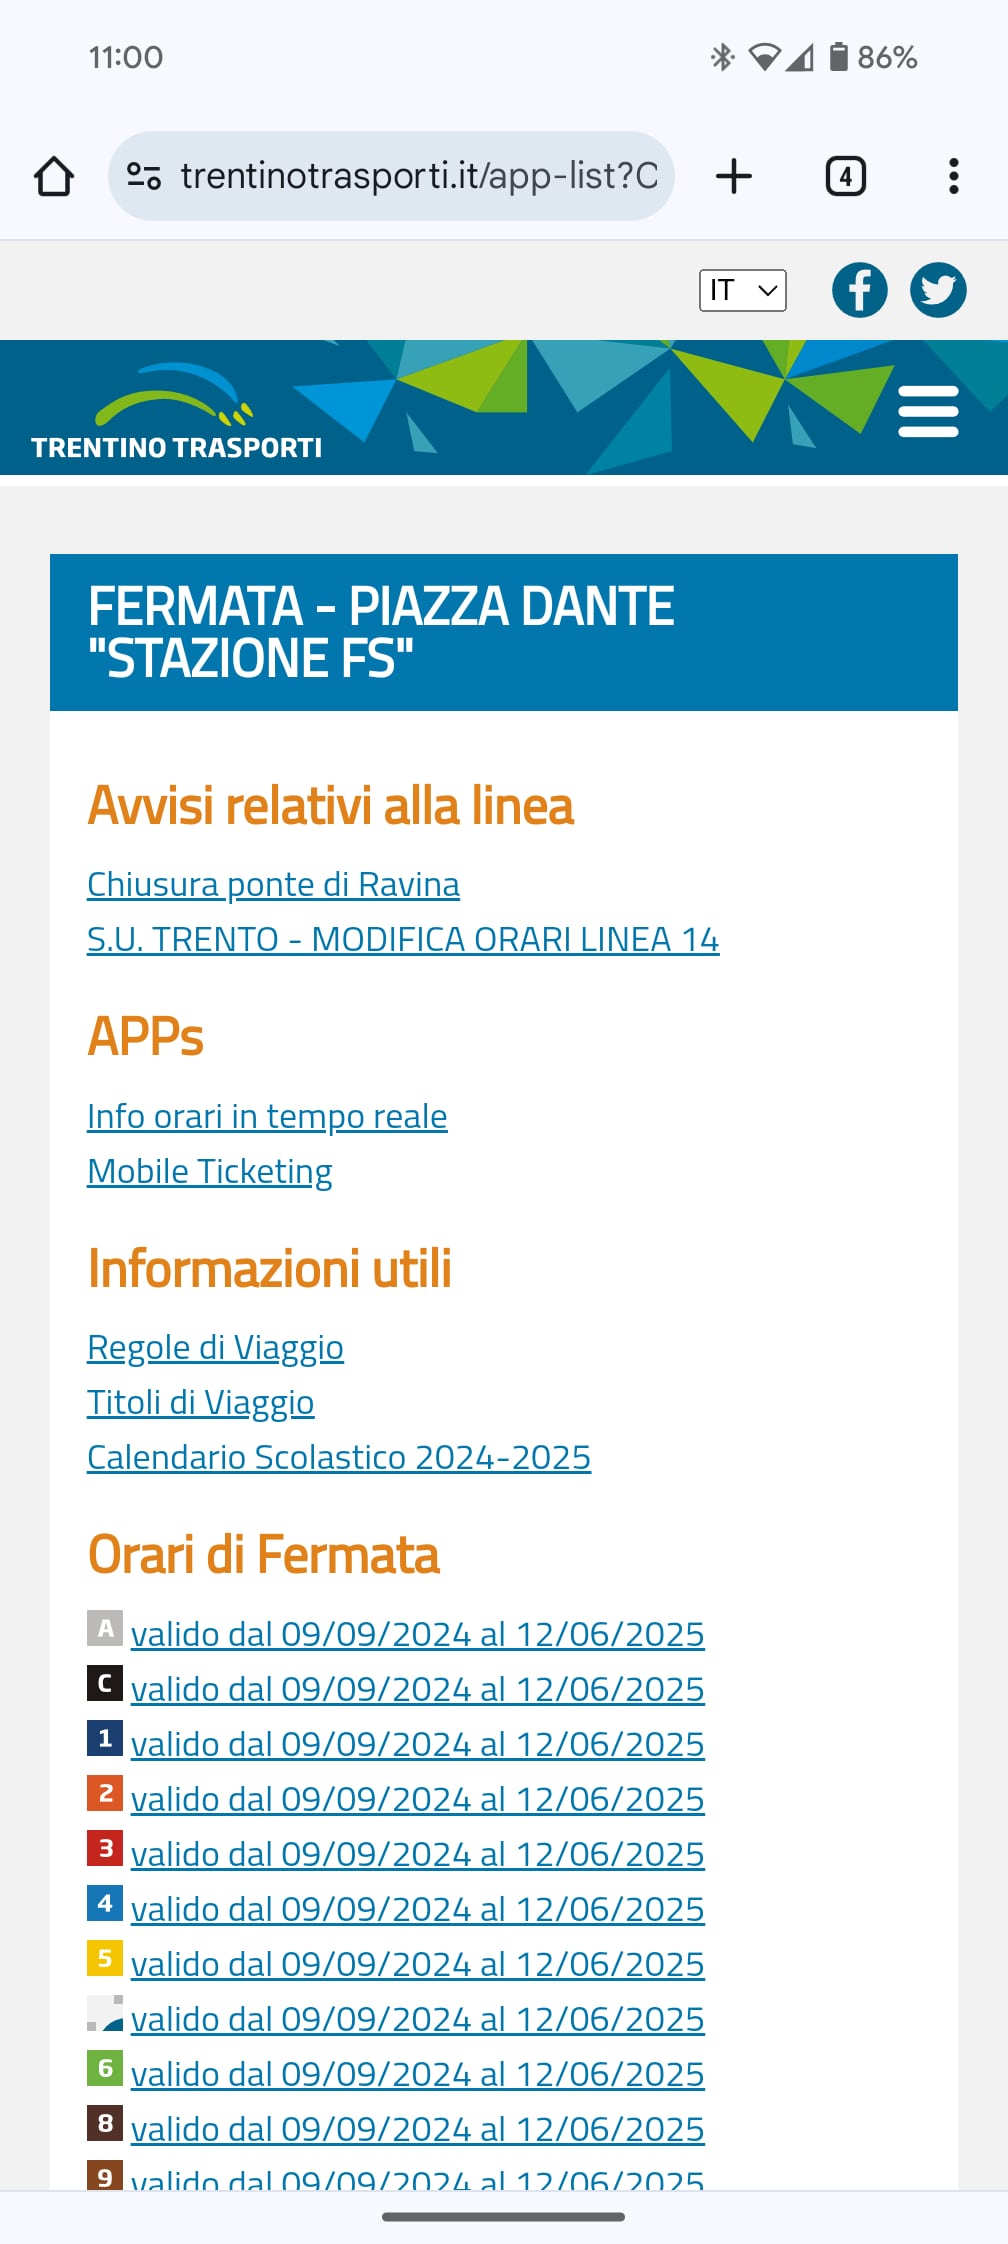 11:00
86%
trentinotrasporti.it/app-list?C
4
IT
TRENTINO TRASPORTI
FERMATA - PIAZZA DANTE
"STAZIONE FS"
Avvisi relativi alla linea
Chiusura ponte di Ravina
S.U. TRENTO - MODIFICA ORARI LINEA 14
APPs
Info orari in tempo reale
Mobile Ticketing
Informazioni utili
Regole di Viaggio
Titoli di Viaggio
Calendario Scolastico 2024-2025
Orari di Fermata
A valido dal 09/09/2024 al 12/06/2025
C valido dal 09/09/2024 al 12/06/2025
1 valido dal 09/09/2024 al 12/06/2025
2 valido dal 09/09/2024 al 12/06/2025
3 valido dal 09/09/2024 al 12/06/2025
4 valido dal 09/09/2024 al 12/06/2025
5 valido dal 09/09/2024 al 12/06/2025
valido dal 09/09/2024 al 12/06/2025
6 valido dal 09/09/2024 al 12/06/2025
8 valido dal 09/09/2024 al 12/06/2025
9 valido dal 09/09/2024 al 12/06/2025